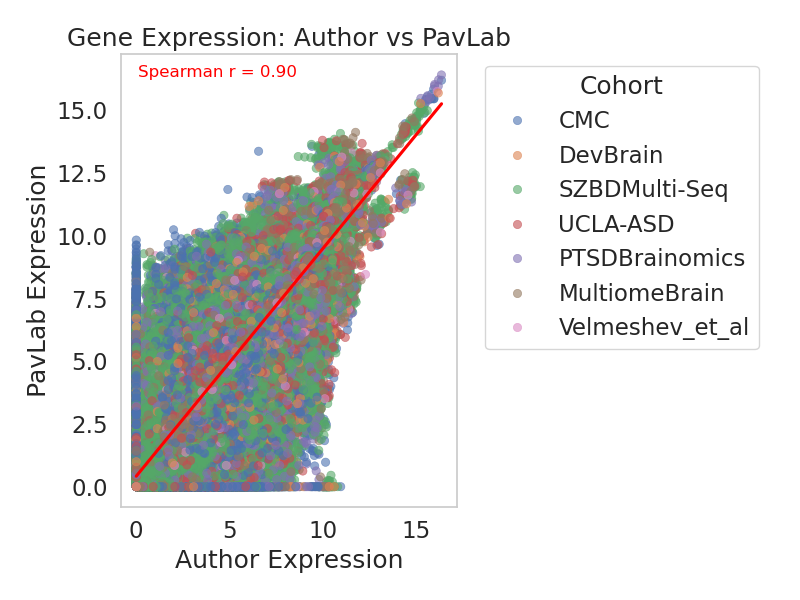 Gene Expression: Author vs PavLab
Spearman r = 0.90
PavLab Expression
15.0
12.5
10.0
7.5
5.0
2.5
0.0
0
5
10
15
Author Expression
Cohort
CMC
DevBrain
SZBDMulti-Seq
UCLA-ASD
PTSDBrainomics
MultiomeBrain
Velmeshev_et_al